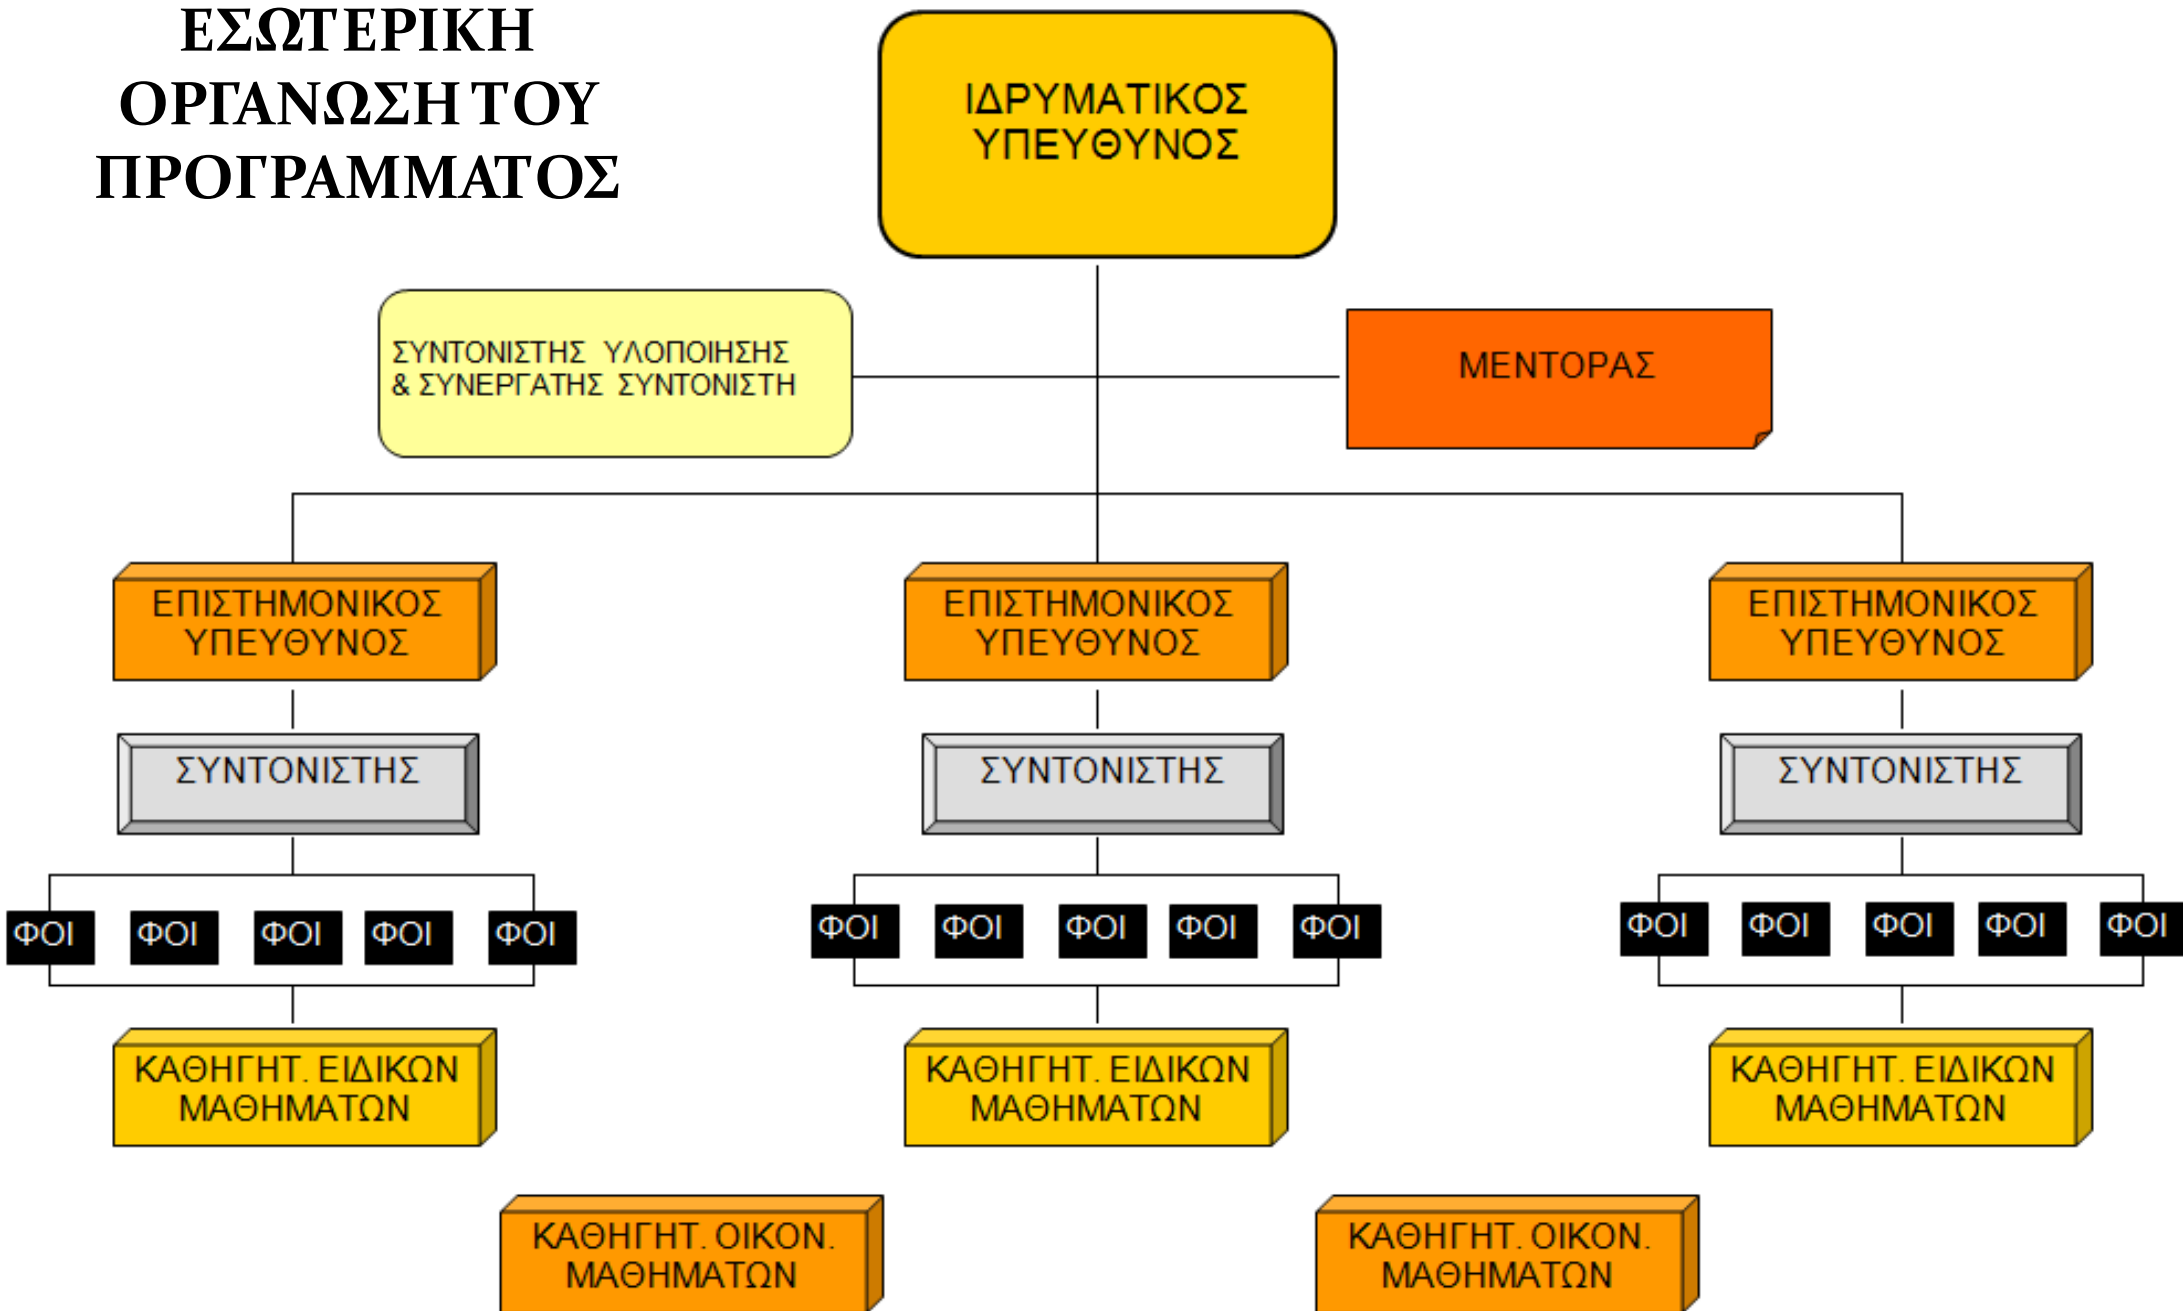 ΕΣΩΤΕΡΙΚΗ
ΟΡΓΑΝΩΣΗ ΤΟΥ
ΠΡΟΓΡΑΜΜΑΤΟΣ
ΙΔΡΥΜΑΤΙΚΟΣ
ΥΠΕΥΘΥΝΟΣ
ΣΥΝΤΟΝΙΣΤΗΣ ΥΛΟΠΟΙΗΣΗΣ
& ΣΥΝΕΡΓΑΤΗΣ ΣΥΝΤΟΝΙΣΤΗ
ΜΕΝΤΟΡΑΣ
ΕΠΙΣΤΗΜΟΝΙΚΟΣ
ΥΠΕΥΘΥΝΟΣ
ΕΠΙΣΤΗΜΟΝΙΚΟΣ
ΥΠΕΥΘΥΝΟΣ
ΕΠΙΣΤΗΜΟΝΙΚΟΣ
ΥΠΕΥΘΥΝΟΣ
ΣΥΝΤΟΝΙΣΤΗΣ
ΣΥΝΤΟΝΙΣΤΗΣ
ΣΥΝΤΟΝΙΣΤΗΣ
ΦΟΙ ΦΟΙ ΦΟΙ ΦΟΙ ΦΟΙ
ΦΟΙ ΦΟΙ ΦΟΙ ΦΟΙ ΦΟΙ
ΦΟΙ ΦΟΙ ΦΟΙ ΦΟΙ ΦΟΙ
ΚΑΘΗΓΗΤ. ΕΙΔΙΚΩΝ
ΜΑΘΗΜΑΤΩΝ
ΚΑΘΗΓΗΤ. ΕΙΔΙΚΩΝ
ΜΑΘΗΜΑΤΩΝ
ΚΑΘΗΓΗΤ. ΕΙΔΙΚΩΝ
ΜΑΘΗΜΑΤΩΝ
ΚΑΘΗΓΗΤ. ΟΙΚΟΝ.
ΜΑΘΗΜΑΤΩΝ
ΚΑΘΗΓΗΤ. ΟΙΚΟΝ.
ΜΑΘΗΜΑΤΩΝ